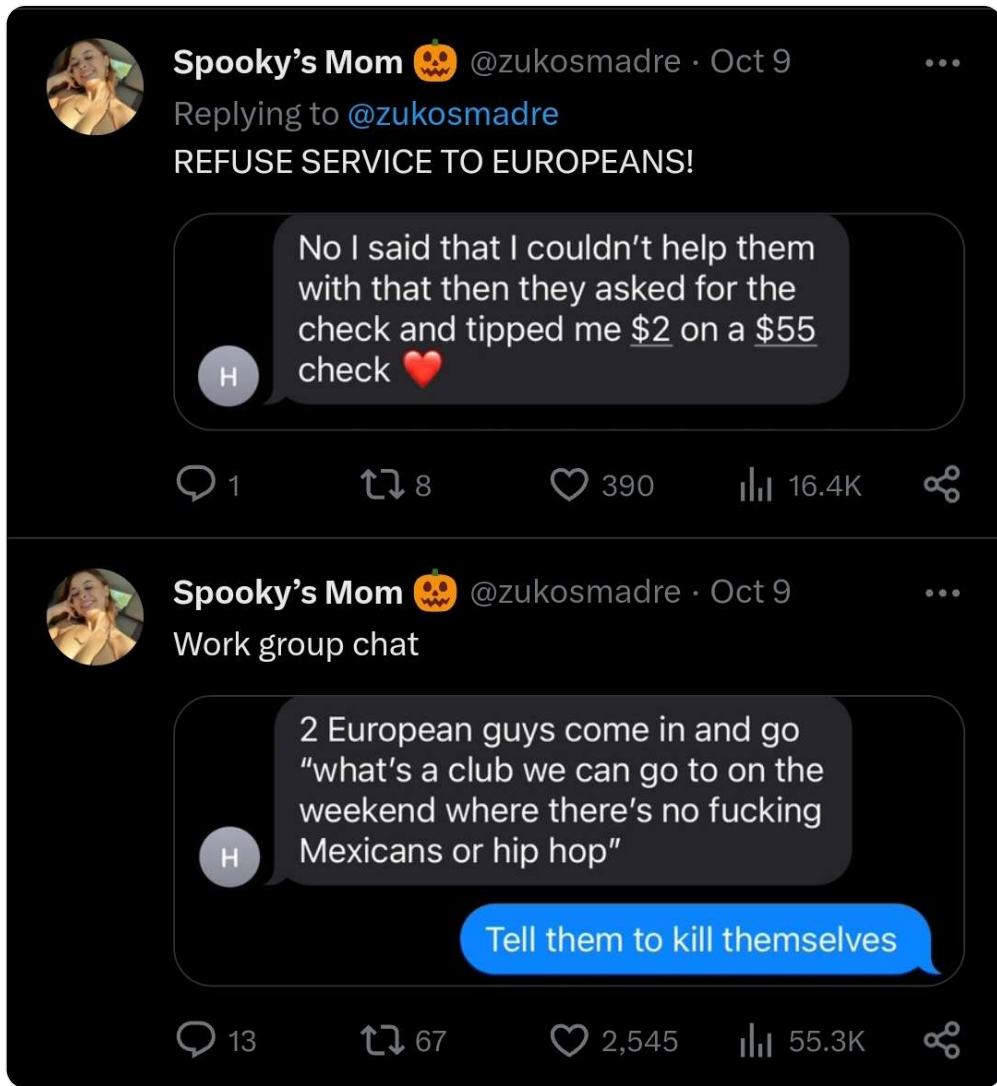 Spooky’s Mom 🎃 @zukosmadre · Oct 9
Replying to @zukosmadre
REFUSE SERVICE TO EUROPEANS!
No I said that I couldn’t help them
with that then they asked for the
check and tipped me $2 on a $55
check ❤️
H
1 8 390 16.4K
Spooky’s Mom 🎃 @zukosmadre · Oct 9
Work group chat
2 European guys come in and go
“what’s a club we can go to on the
weekend where there’s no fucking
Mexicans or hip hop”
H
Tell them to kill themselves
13 67 2,545 55.3K